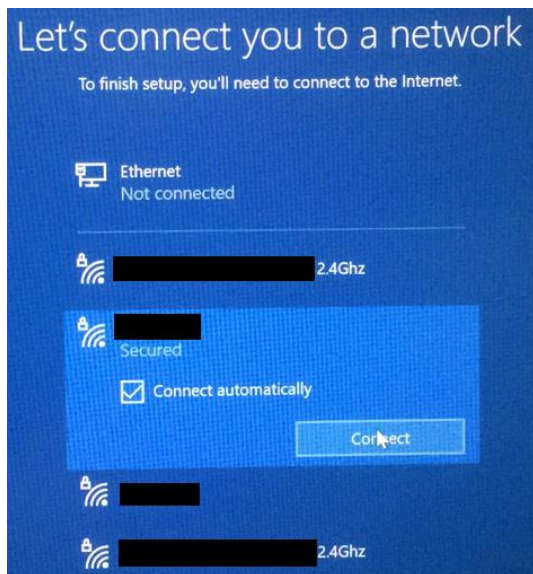 Let's connect you to a network
To finish setup, you'll need to connect to the Internet.
Ethernet
Not connected
2.4Ghz
Secured
Connect automatically
Connect
2.4Ghz